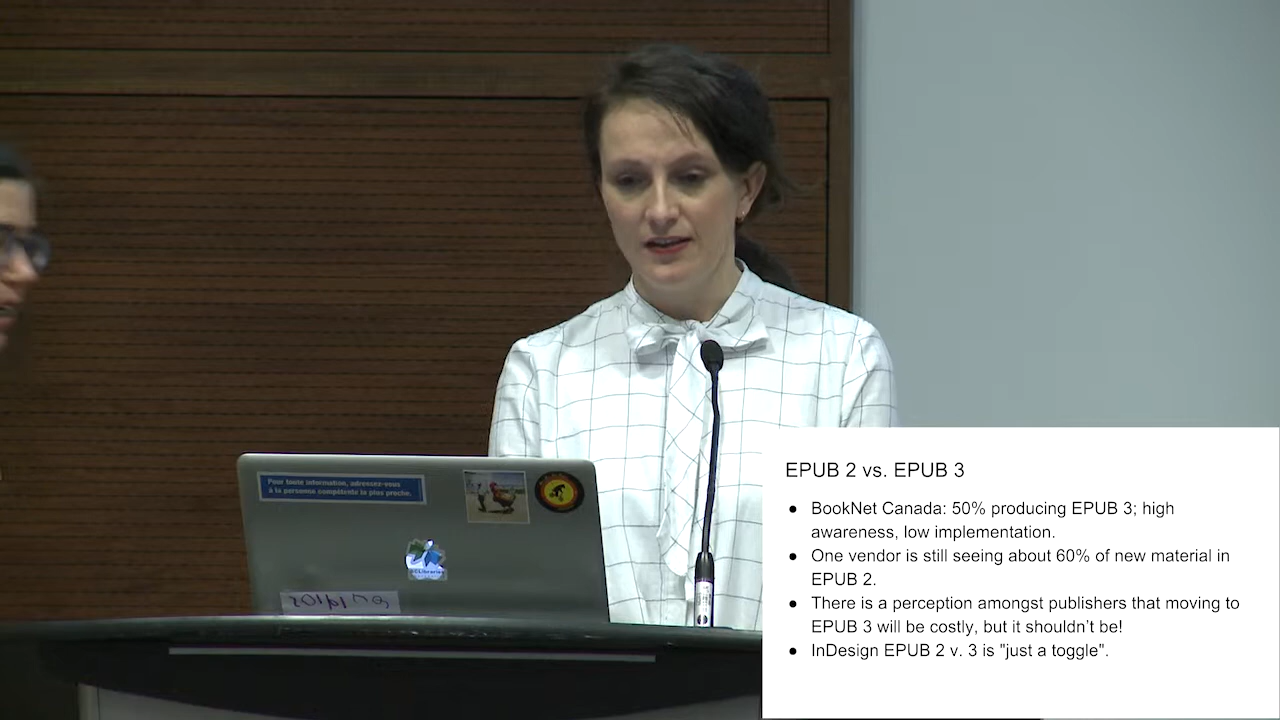 Pour toute information, adressez-vous
à la personne compétente la plus proche.
EPUB 2 vs. EPUB 3
● BookNet Canada: 50% producing EPUB 3; high
awareness, low implementation.
● One vendor is still seeing about 60% of new material in
EPUB 2.
● There is a perception amongst publishers that moving to
EPUB 3 will be costly, but it shouldn't be!
● InDesign EPUB 2 v. 3 is "just a toggle".